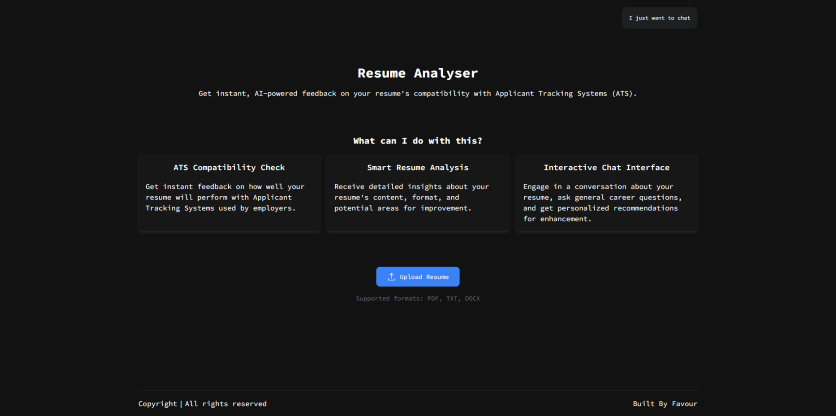 I just want to chat
Resume Analyser
Get instant, AI-powered feedback on your resume's compatibility with Applicant Tracking Systems (ATS).
What can I do with this?
ATS Compatibility Check
Get instant feedback on how well your
resume will perform with Applicant
Tracking Systems used by employers.
Smart Resume Analysis
Receive detailed insights about your
resume's content, format, and
potential areas for improvement.
Interactive Chat Interface
Engage in a conversation about your
resume, ask general career questions,
and get personalized recommendations
for enhancement.
Upload Resume
Supported formats: PDF, TXT, DOCX
Copyright | All rights reserved
Built By Favour